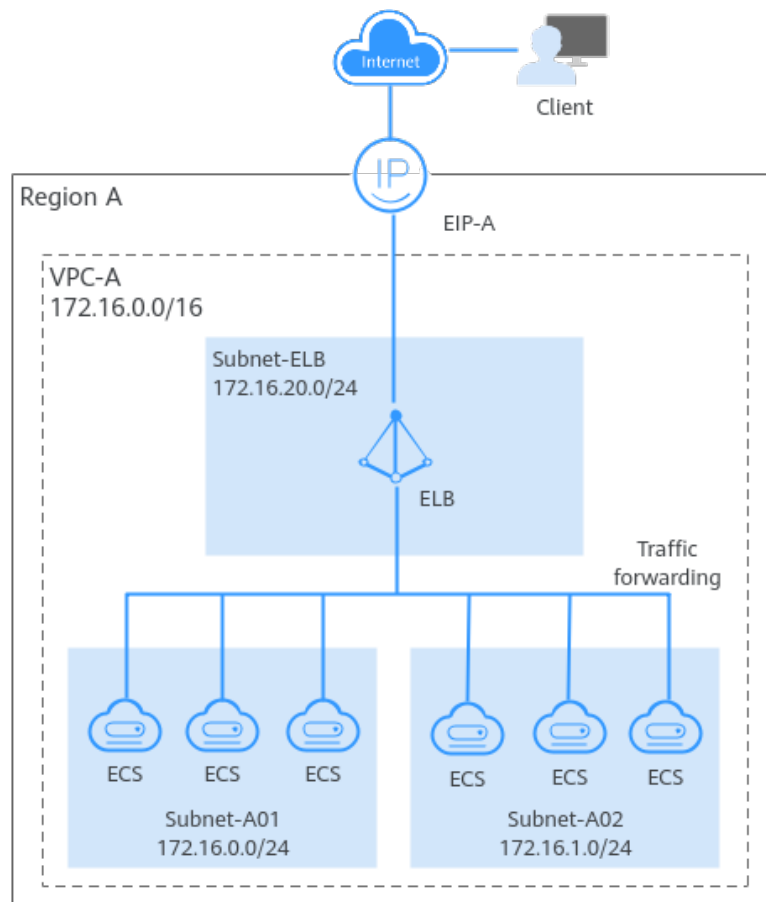 Internet
Client
IP
Region A
EIP-A
VPC-A
172.16.0.0/16
Subnet-ELB
172.16.20.0/24
ELB
Traffic
forwarding
ECS
ECS
ECS
ECS
ECS
ECS
Subnet-A01
172.16.0.0/24
Subnet-A02
172.16.1.0/24